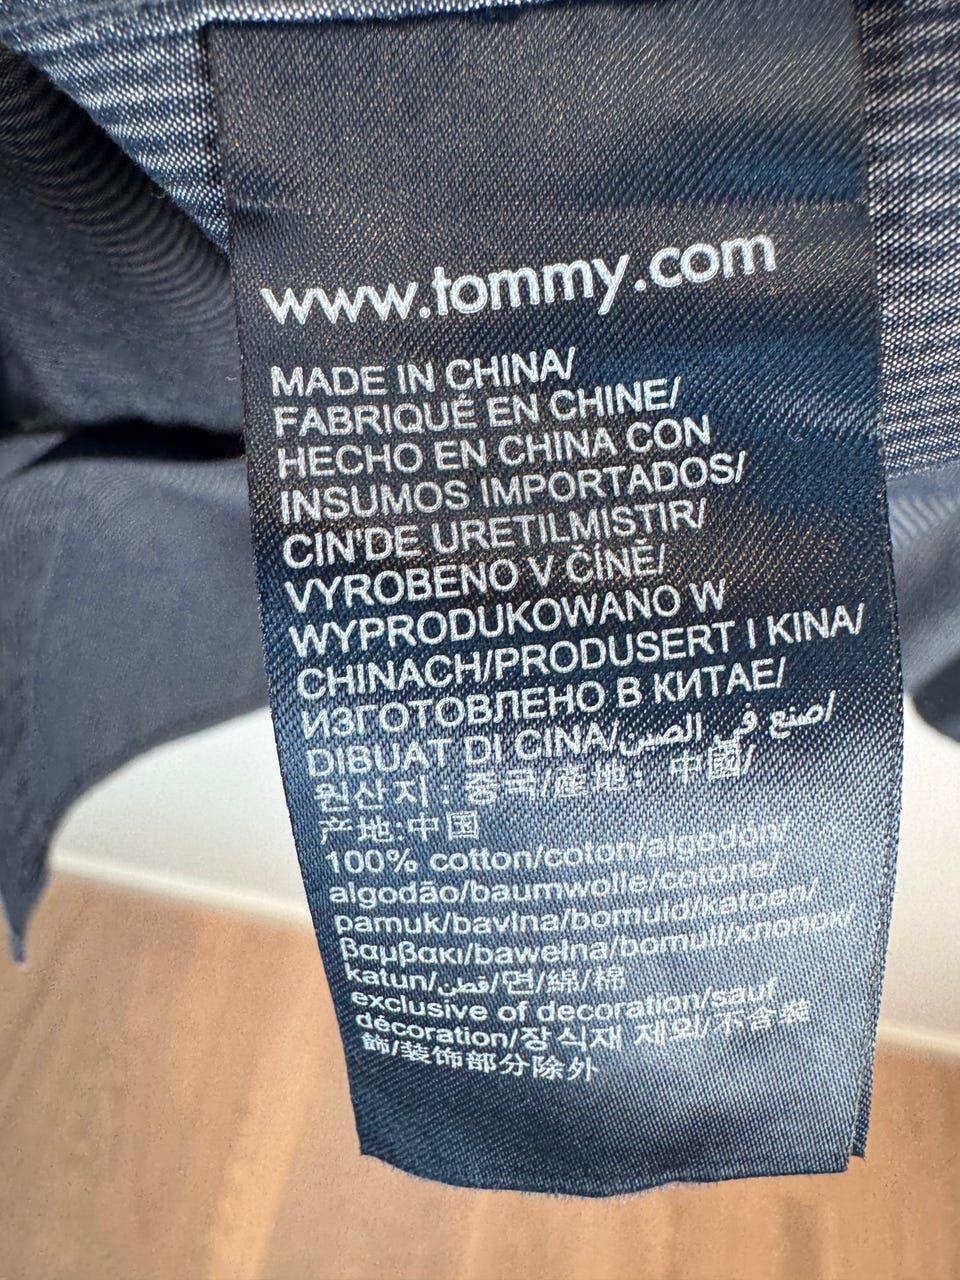 www.tommy.com
MADE IN CHINA/
FABRIQUÉ EN CHINE/
HECHO EN CHINA CON
INSUMOS IMPORTADOS/
CIN'DE URETILMISTIR/
VYROBENO V ČÍNĚ/
WYPRODUKOWANO W
CHINACH/PRODUSERT I KINA/
ИЗГОТОВЛЕНО В КИТАЕ/
DIBUAT DI CINA/صنع في الصين/
원산지 : 중국/産地: 中國/
产地:中国
100% cotton/coton/algodón/
algodão/baumwolle/cotone/
pamuk/bavlna/bomuld/katoen/
βαμβακι/bawełna/bomull/хлопок/
katun/قطن/면/綿/棉
exclusive of decoration/sauf
décoration/장식재 제외/不含裝
飾/装饰部分除外